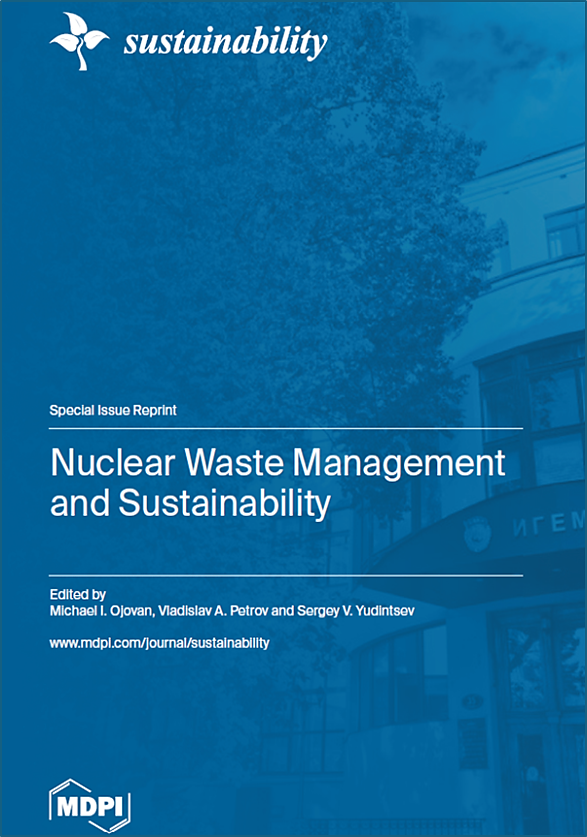 sustainability
Special Issue Reprint
Nuclear Waste Management
and Sustainability
Edited by
Michael I. Ojovan, Vladislav A. Petrov and Sergey V. Yudintsev
www.mdpi.com/journal/sustainability
ИГЕМ
MDPI